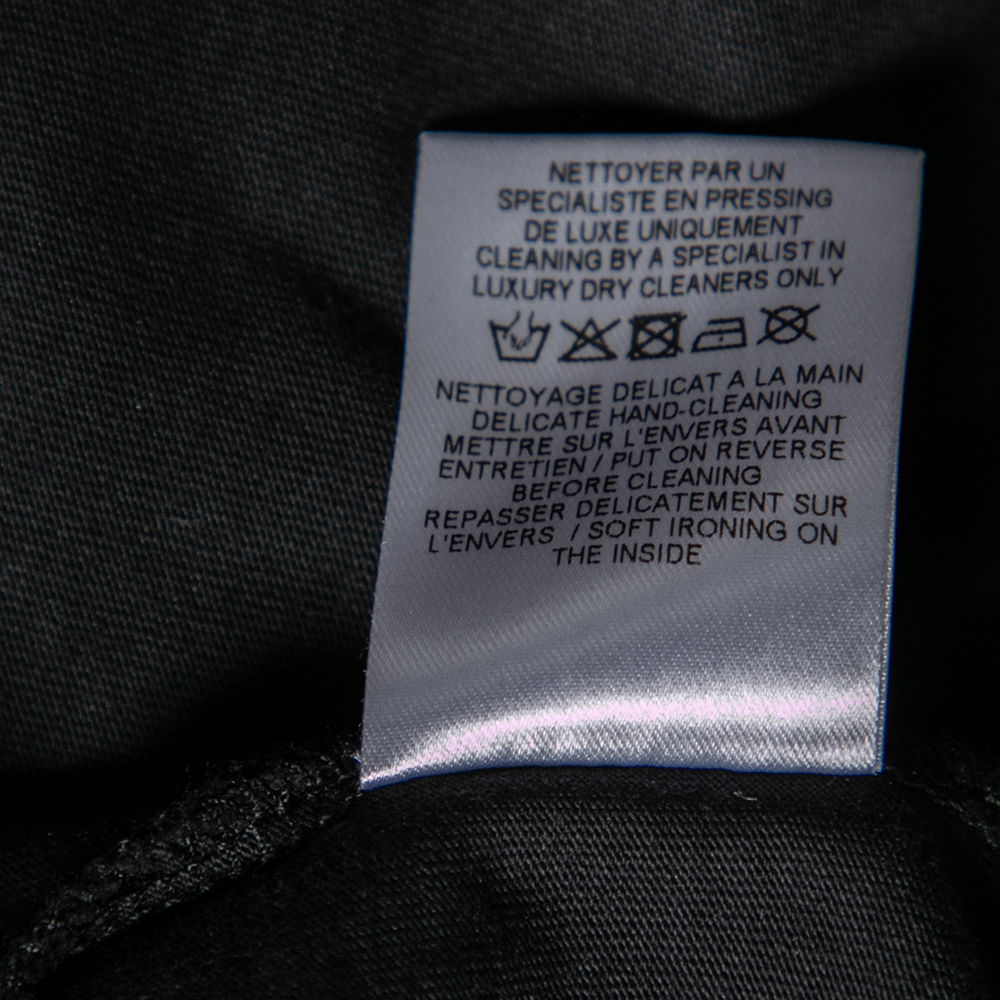 NETTOYER PAR UN
SPECIALISTE EN PRESSING
DE LUXE UNIQUEMENT
CLEANING BY A SPECIALIST IN
LUXURY DRY CLEANERS ONLY
NETTOYAGE DELICAT A LA MAIN
DELICATE HAND-CLEANING
METTRE SUR L'ENVERS AVANT
ENTRETIEN / PUT ON REVERSE
BEFORE CLEANING
REPASSER DELICATEMENT SUR
L'ENVERS / SOFT IRONING ON
THE INSIDE